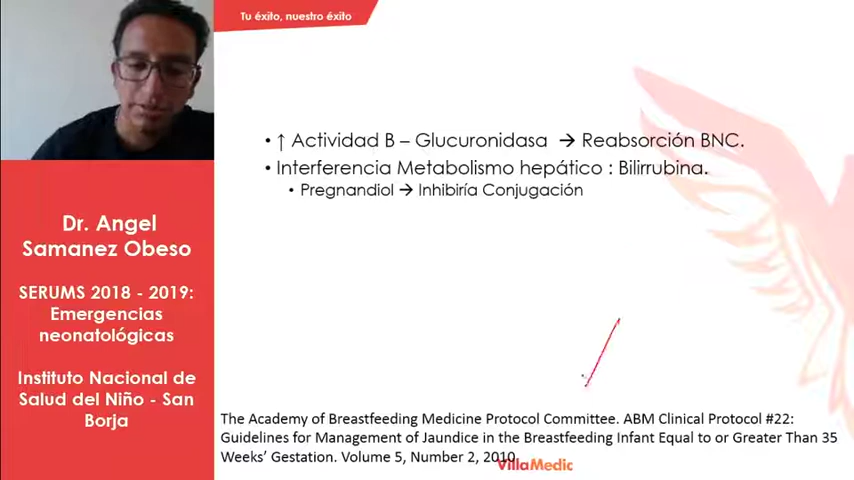 Tu éxito, nuestro éxito
• ↑ Actividad B – Glucuronidasa → Reabsorción BNC.
• Interferencia Metabolismo hepático : Bilirrubina.
• Pregnandiol → Inhibiría Conjugación
Dr. Angel
Samanez Obeso
SERUMS 2018 - 2019:
Emergencias
neonatológicas
Instituto Nacional de
Salud del Niño - San
Borja
The Academy of Breastfeeding Medicine Protocol Committee. ABM Clinical Protocol #22:
Guidelines for Management of Jaundice in the Breastfeeding Infant Equal to or Greater Than 35
Weeks’ Gestation. Volume 5, Number 2, 2010
VillaMedic